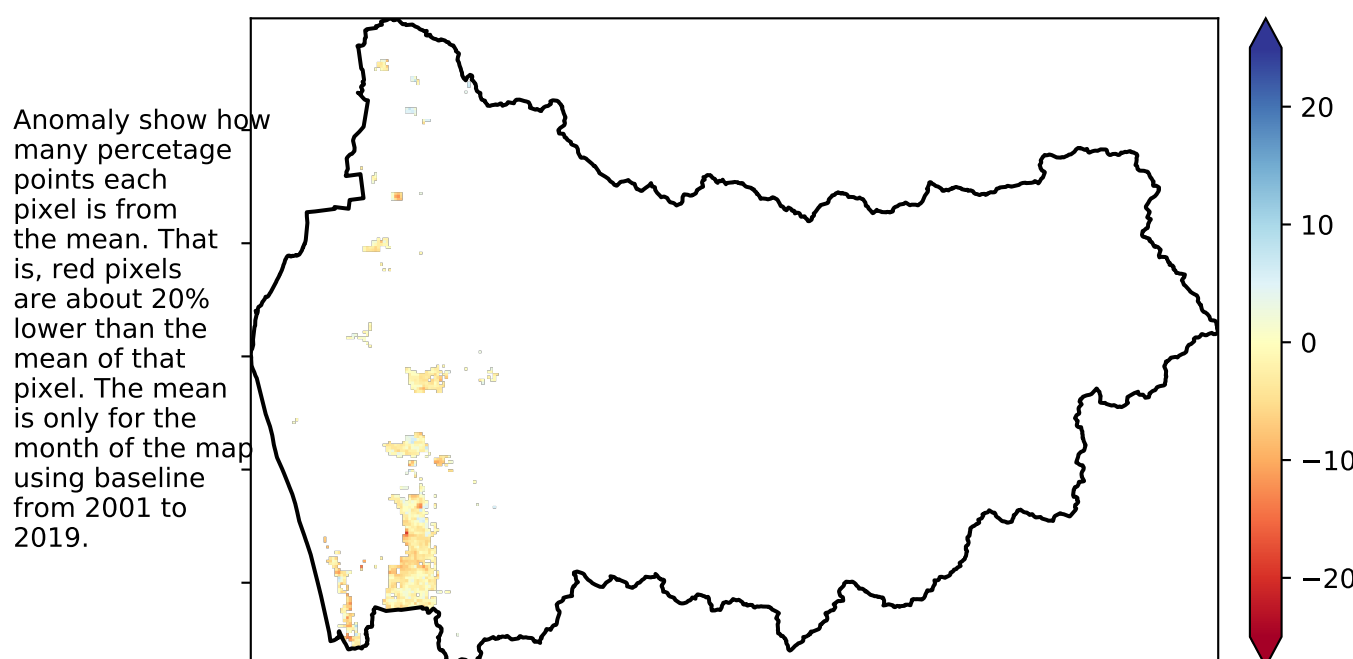 Anomaly show how
many percetage
points each
pixel is from
the mean. That
is, red pixels
are about 20%
lower than the
mean of that
pixel. The mean
is only for the
month of the map
using baseline
from 2001 to
2019.
20
10
0
−10
−20